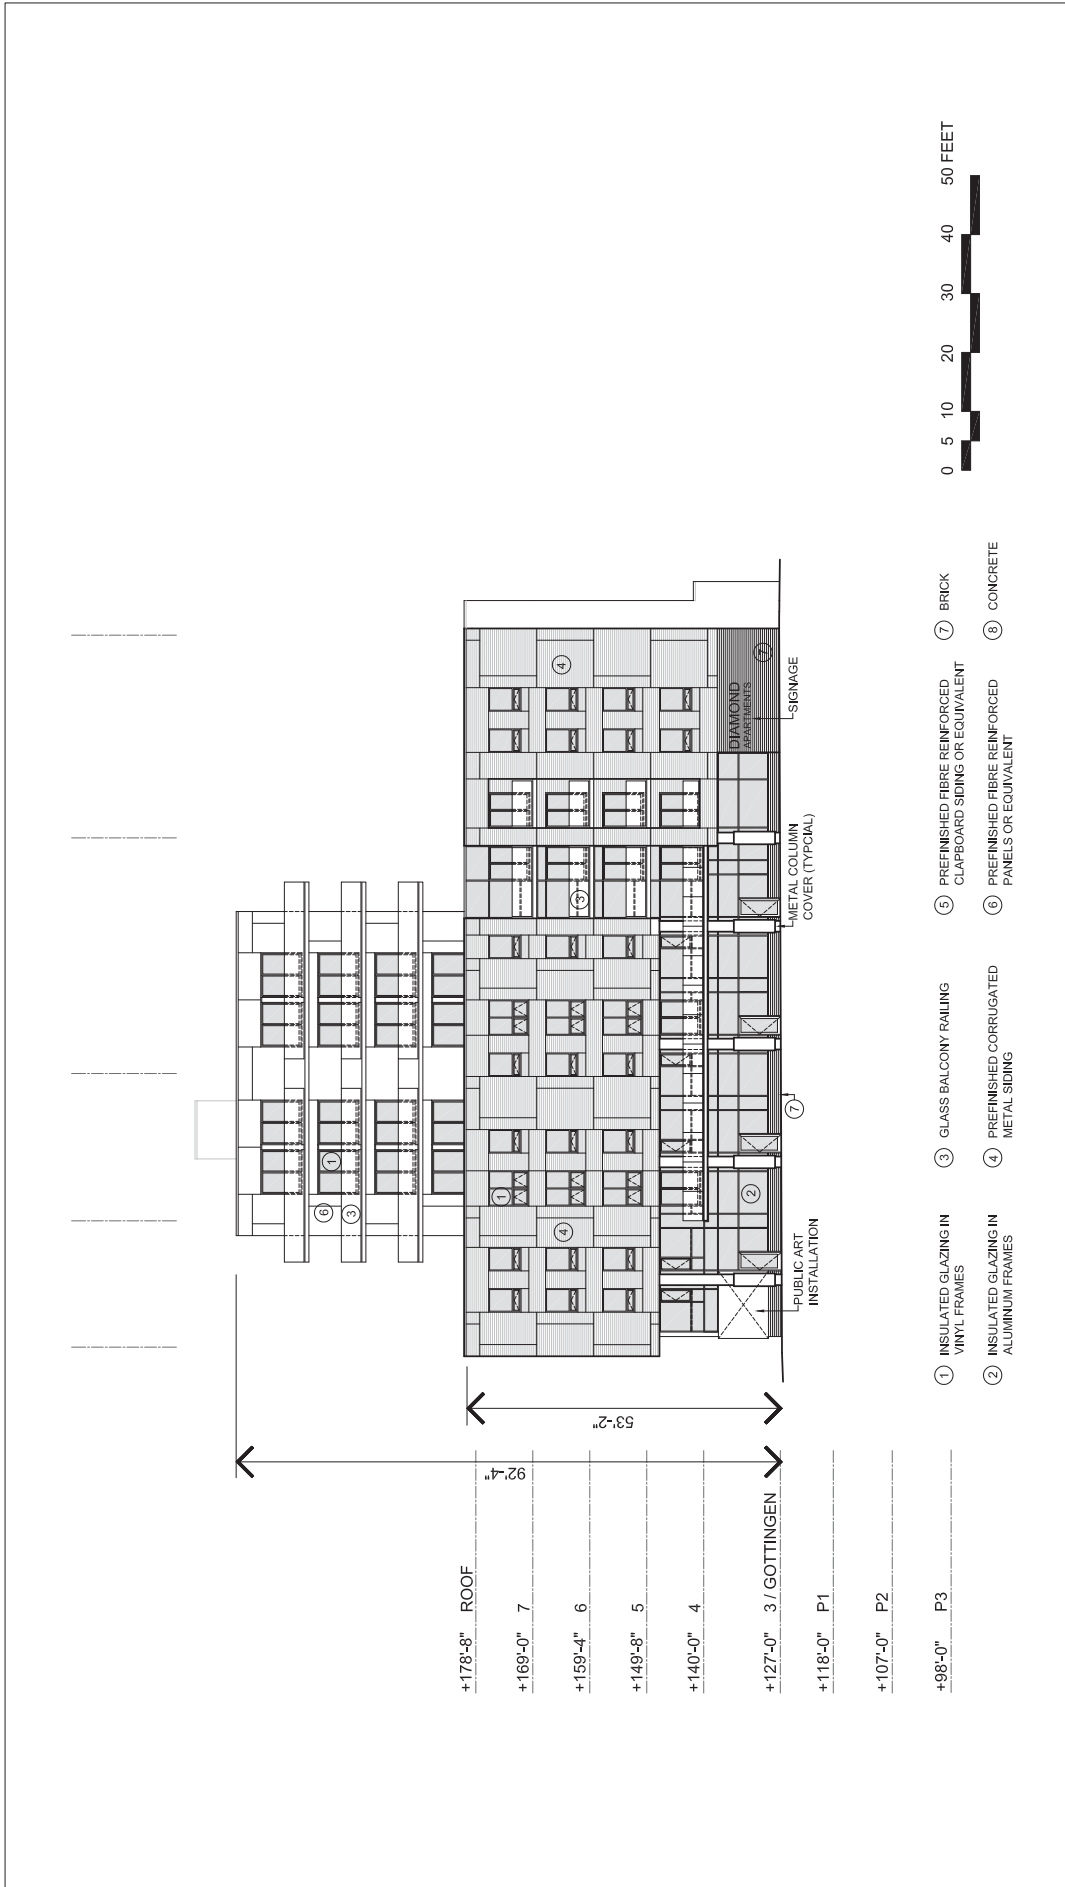 +178'-8" ROOF
+169'-0" 7
+159'-4" 6
+149'-8" 5
+140'-0" 4
+127'-0" 3 / GOTTINGEN
+118'-0" P1
+107'-0" P2
+98'-0" P3
92'-4"
53'-2"
6
3
1
1
4
2
3
4
7
DIAMOND
APARTMENTS
PUBLIC ART
INSTALLATION
7
METAL COLUMN
COVER (TYPCIAL)
SIGNAGE
1 INSULATED GLAZING IN
VINYL FRAMES
2 INSULATED GLAZING IN
ALUMINUM FRAMES
3 GLASS BALCONY RAILING
4 PREFINISHED CORRUGATED
METAL SIDING
5 PREFINISHED FIBRE REINFORCED
CLAPBOARD SIDING OR EQUIVALENT
6 PREFINISHED FIBRE REINFORCED
PANELS OR EQUIVALENT
7 BRICK
8 CONCRETE
0 5 10 20 30 40 50 FEET